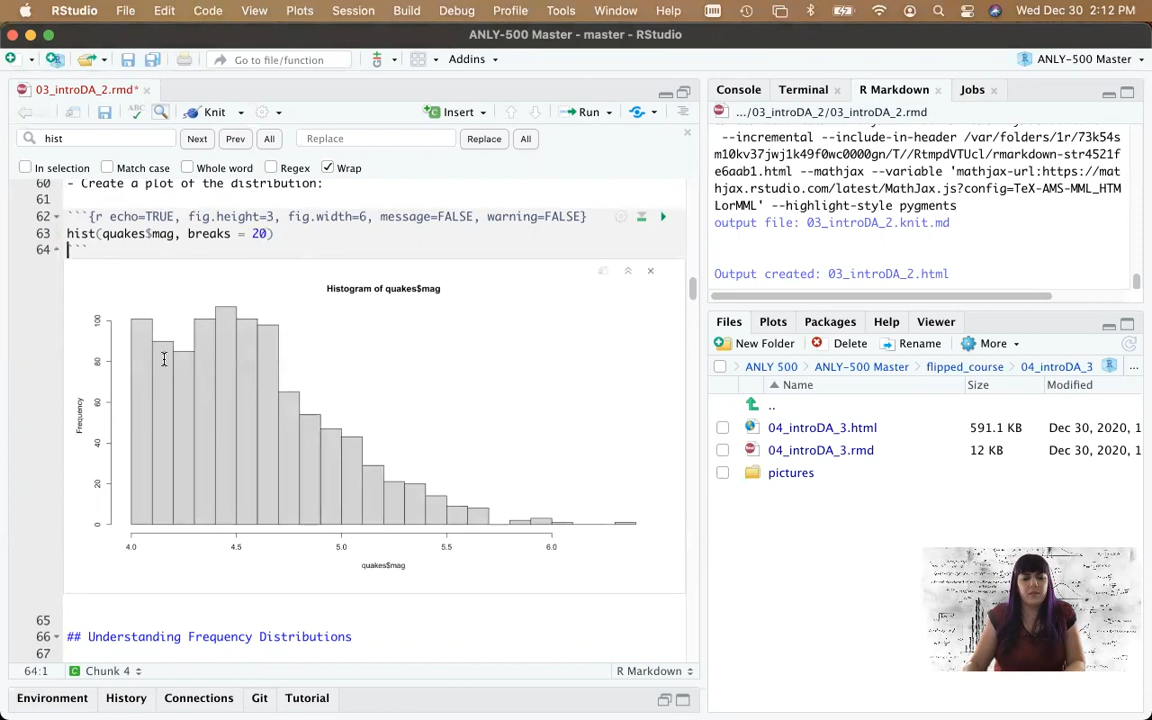 RStudio File Edit Code View Plots Session Build Debug Profile Tools Window Help Wed Dec 30 2:12 PM
ANLY-500 Master - master - RStudio
Go to file/function Addins ANLY-500 Master
03_introDA_2.rmd*
Knit Insert Run
hist Next Prev All Replace Replace All
In selection Match case Whole word Regex Wrap
60 - Create a plot of the distribution:
61
62 ```{r echo=TRUE, fig.height=3, fig.width=6, message=FALSE, warning=FALSE}
63 hist(quakes$mag, breaks = 20)
64 ```
Histogram of quakes$mag
Frequency
100
80
60
40
20
0
4.0 4.5 5.0 5.5 6.0
quakes$mag
65
66 ## Understanding Frequency Distributions
67
64:1 Chunk 4 R Markdown
Environment History Connections Git Tutorial
Console Terminal R Markdown Jobs
.../03_introDA_2/03_introDA_2.rmd
--incremental --include-in-header /var/folders/1r/73k54s
m10kv37jwj1k49f0wc0000gn/T//RtmpdVTUcl/rmarkdown-str4521f
e6aab1.html --mathjax --variable 'mathjax-url:https://mat
hjax.rstudio.com/latest/MathJax.js?config=TeX-AMS-MML_HTM
LorMML' --highlight-style pygments
output file: 03_introDA_2.knit.md
Output created: 03_introDA_2.html
Files Plots Packages Help Viewer
New Folder Delete Rename More
ANLY 500 ANLY-500 Master flipped_course 04_introDA_3 ...
Name Size Modified
..
04_introDA_3.html 591.1 KB Dec 30, 2020, 1
04_introDA_3.rmd 12 KB Dec 30, 2020, 1
pictures